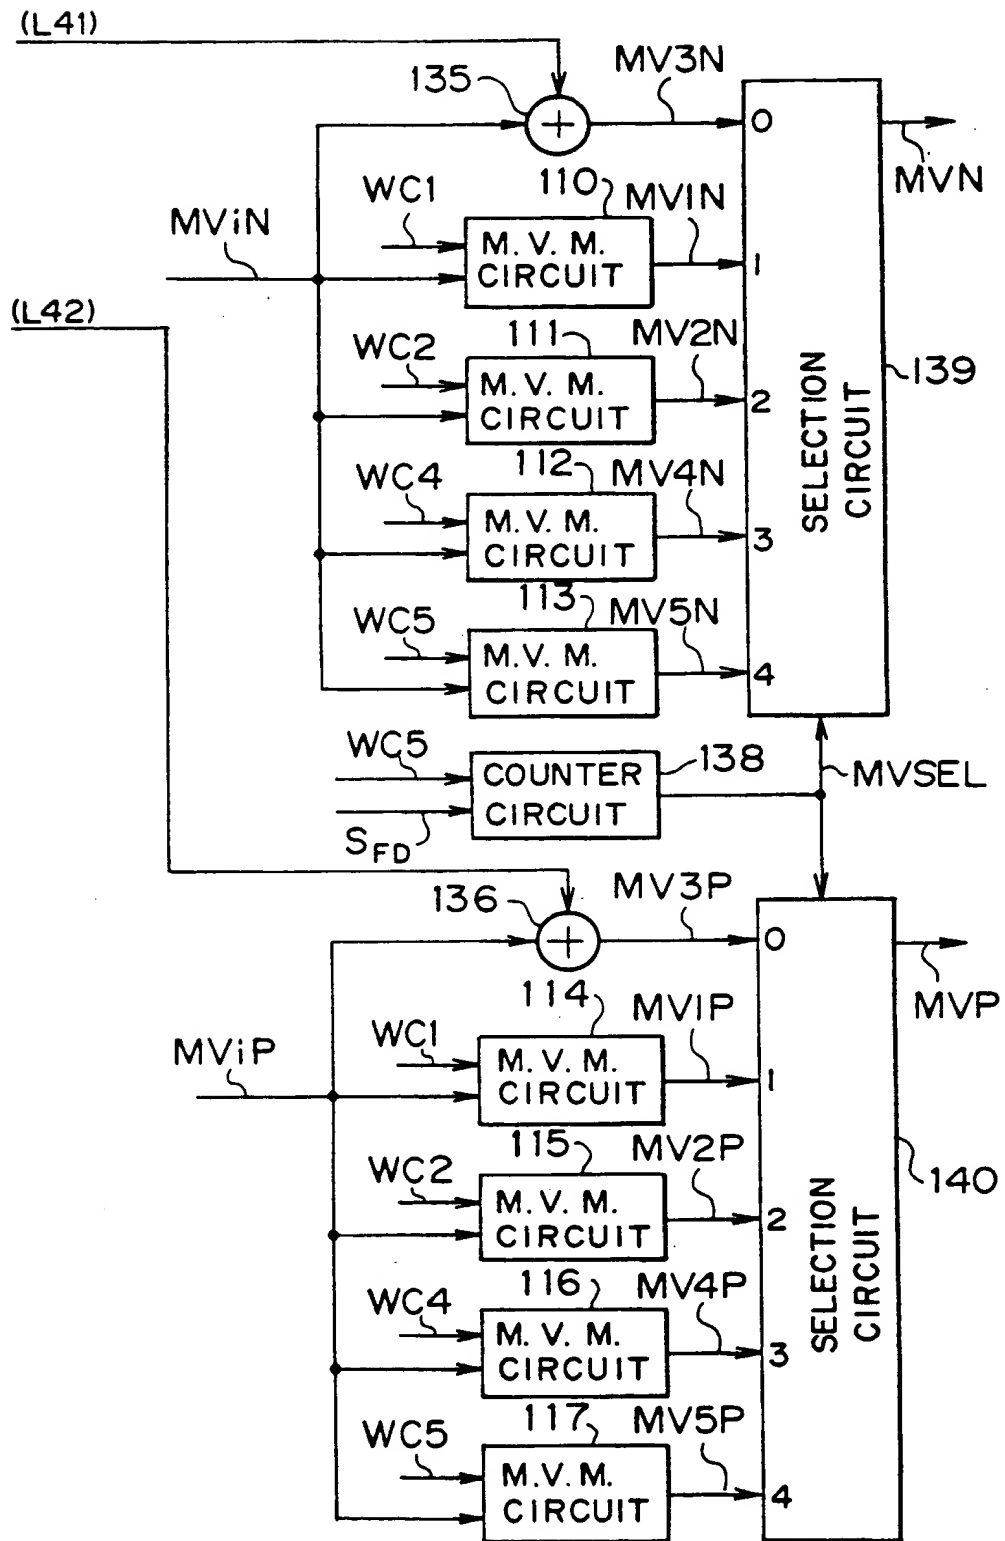 (L41)
135
MV3N
0
MVN
110
WC1
MV1N
MViN
M. V. M.
CIRCUIT
1
(L42)
111
WC2
MV2N
M. V. M.
CIRCUIT
2
139
SELECTION
CIRCUIT
112
WC4
MV4N
M. V. M.
CIRCUIT
3
113
WC5
MV5N
M.V. M.
CIRCUIT
4
WC5
COUNTER
CIRCUIT
138
MVSEL
SFD
136
MV3P
0
MVP
114
WC1
MV1P
MViP
M. V. M.
CIRCUIT
1
115
WC2
MV2P
M. V. M.
CIRCUIT
2
140
SELECTION
CIRCUIT
116
WC4
MV4P
M. V. M.
CIRCUIT
3
117
WC5
MV5P
M.V.M.
CIRCUIT
4